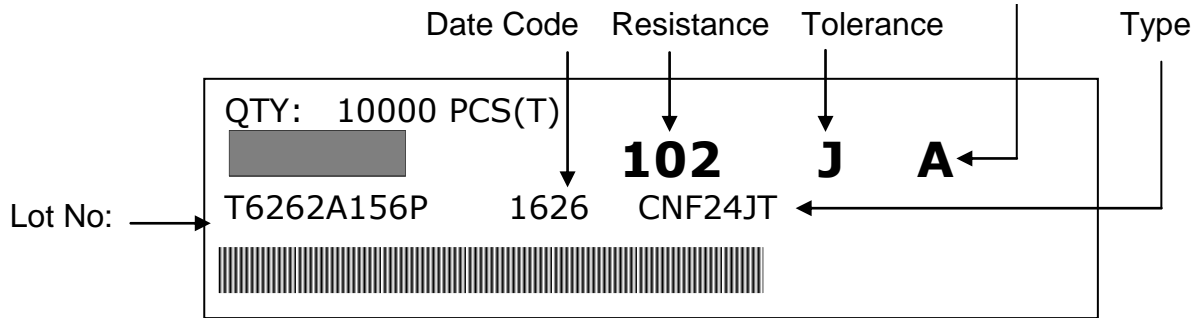 Date Code Resistance Tolerance Type
QTY: 10000 PCS(T)
102 J A
Lot No: T6262A156P 1626 CNF24JT